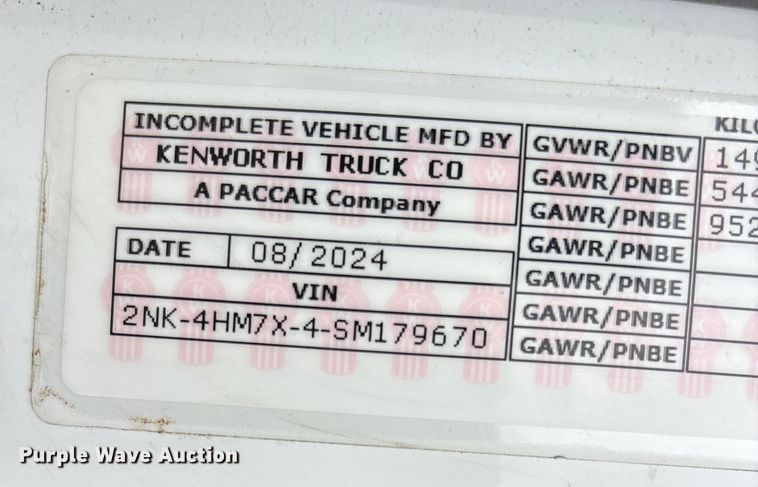 INCOMPLETE VEHICLE MFD BY
KENWORTH TRUCK CO
A PACCAR Company
DATE 08/2024
VIN
2NK-4HM7X-4-SM179670
KILO
GVWR/PNBV 149
GAWR/PNBE 544
GAWR/PNBE 952
GAWR/PNBE
GAWR/PNBE
GAWR/PNBE
GAWR/PNBE
Purple Wave Auction